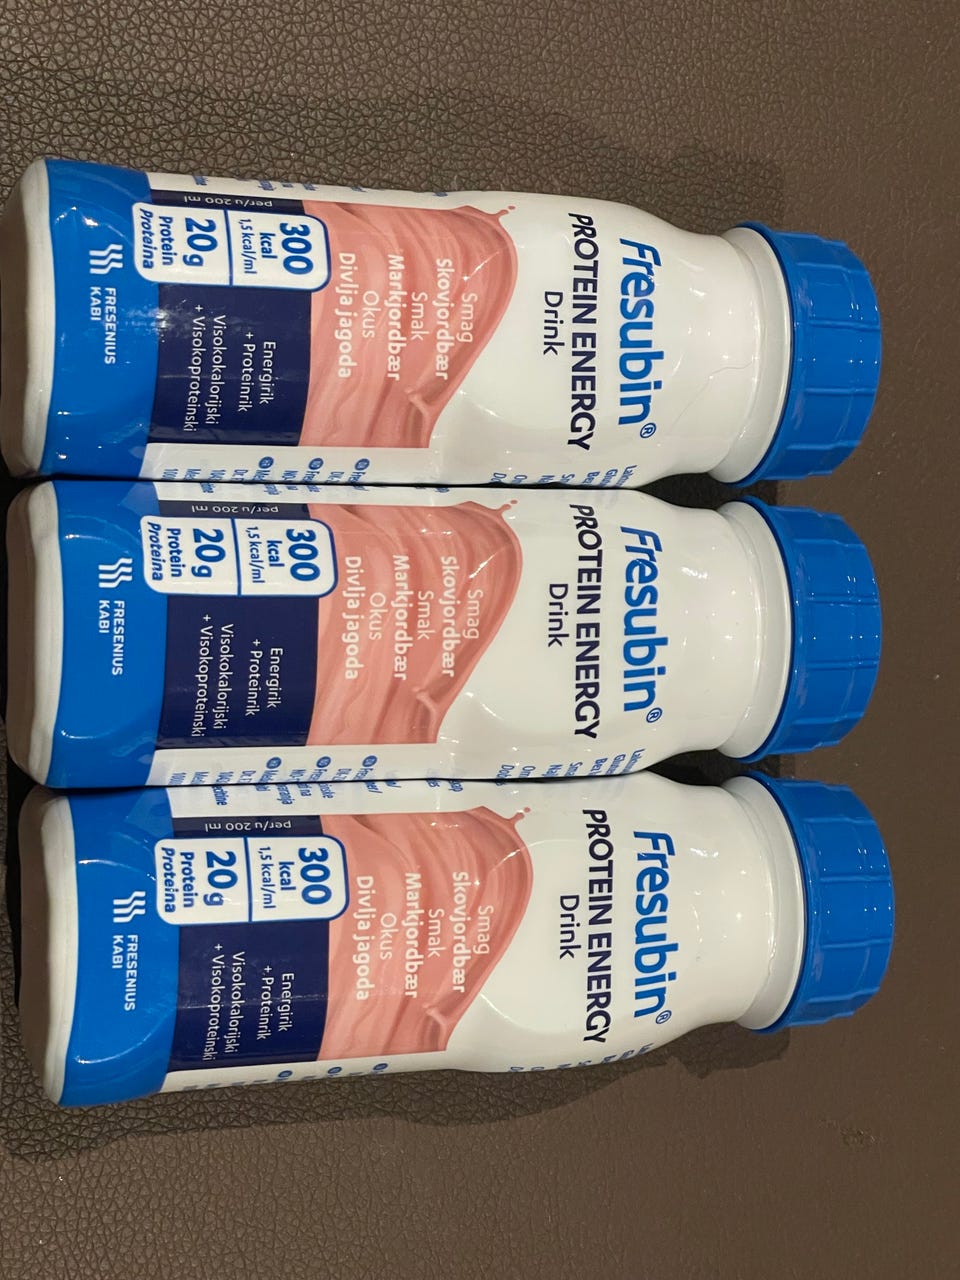 Fresubin®
PROTEIN ENERGY
Drink
Smag
Skovjordbær
Smak
Markjordbær
Okus
Divlja jagoda
300
kcal
1,5 kcal/ml
20g
Protein
Proteina
per/u 200 ml
Energirik
+ Proteinrik
Visokokalorijski
+ Visokoproteinski
FRESENIUS
KABI
Fresubin®
PROTEIN ENERGY
Drink
Smag
Skovjordbær
Smak
Markjordbær
Okus
Divlja jagoda
300
kcal
1,5 kcal/ml
20g
Protein
Proteina
per/u 200 ml
Energirik
+ Proteinrik
Visokokalorijski
+ Visokoproteinski
FRESENIUS
KABI
Fresubin®
PROTEIN ENERGY
Drink
Smag
Skovjordbær
Smak
Markjordbær
Okus
Divlja jagoda
300
kcal
1,5 kcal/ml
20g
Protein
Proteina
per/u 200 ml
Energirik
+ Proteinrik
Visokokalorijski
+ Visokoproteinski
FRESENIUS
KABI